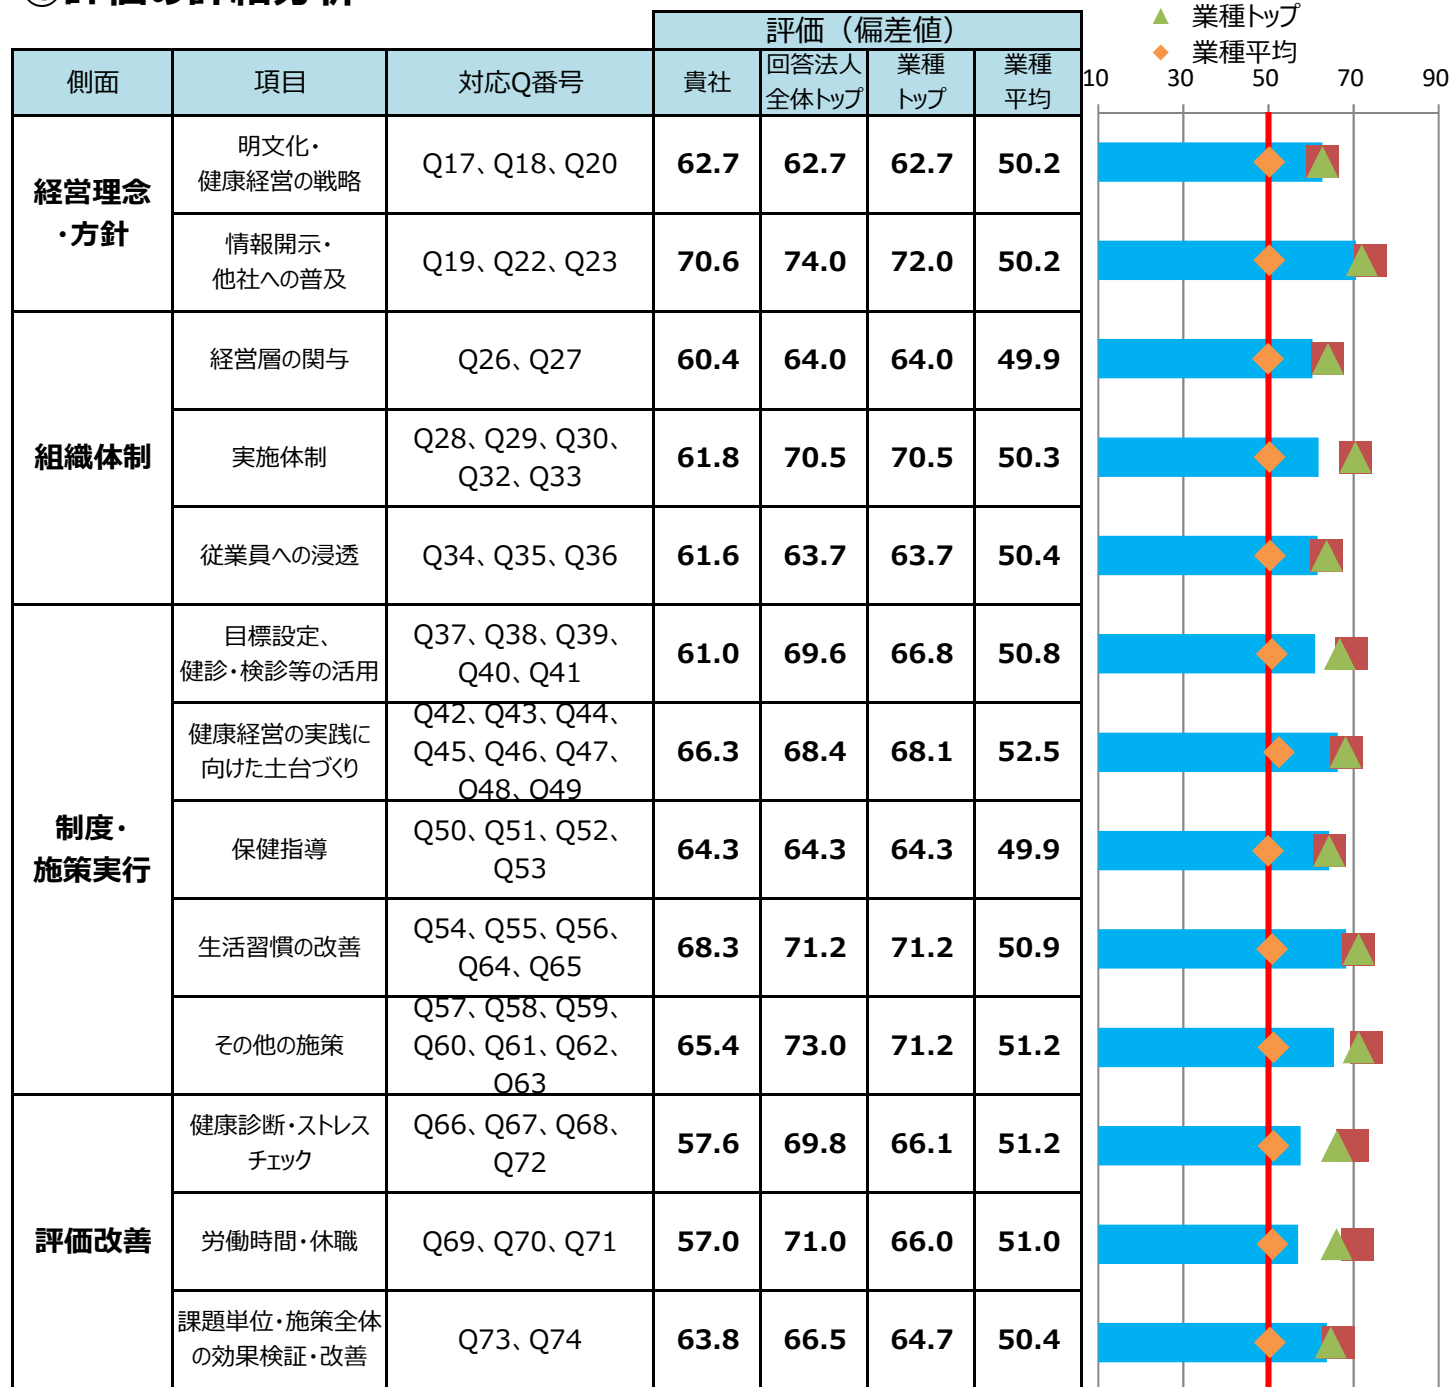 評価の詳細分析
評価（偏差値）
側面
項目
対応Q番号
貴社
回答法人
全体トップ
業種
トップ
業種
平均
▲ 業種トップ
◆ 業種平均
10 30 50 70 90
経営理念
・方針
明文化・
健康経営の戦略
Q17、Q18、Q20
62.7 62.7 62.7 50.2
情報開示・
他社への普及
Q19、Q22、Q23
70.6 74.0 72.0 50.2
組織体制
経営層の関与
Q26、Q27
60.4 64.0 64.0 49.9
実施体制
Q28、Q29、Q30、
Q32、Q33
61.8 70.5 70.5 50.3
従業員への浸透
Q34、Q35、Q36
61.6 63.7 63.7 50.4
制度・
施策実行
目標設定、
健診・検診等の活用
Q37、Q38、Q39、
Q40、Q41
61.0 69.6 66.8 50.8
健康経営の実践に
向けた土台づくり
Q42、Q43、Q44、
Q45、Q46、Q47、
Q48、Q49
66.3 68.4 68.1 52.5
保健指導
Q50、Q51、Q52、
Q53
64.3 64.3 64.3 49.9
生活習慣の改善
Q54、Q55、Q56、
Q64、Q65
68.3 71.2 71.2 50.9
その他の施策
Q57、Q58、Q59、
Q60、Q61、Q62、
Q63
65.4 73.0 71.2 51.2
評価改善
健康診断・ストレス
チェック
Q66、Q67、Q68、
Q72
57.6 69.8 66.1 51.2
労働時間・休職
Q69、Q70、Q71
57.0 71.0 66.0 51.0
課題単位・施策全体
の効果検証・改善
Q73、Q74
63.8 66.5 64.7 50.4